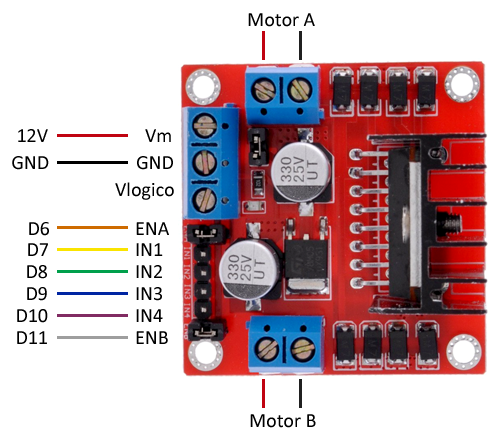 Motor A
12V Vm
GND GND
Vlogico
D6 ENA
D7 IN1
D8 IN2
D9 IN3
D10 IN4
D11 ENB
330
25V
UT
330
25V
UT
IN1
IN2
IN3
IN4
Motor B